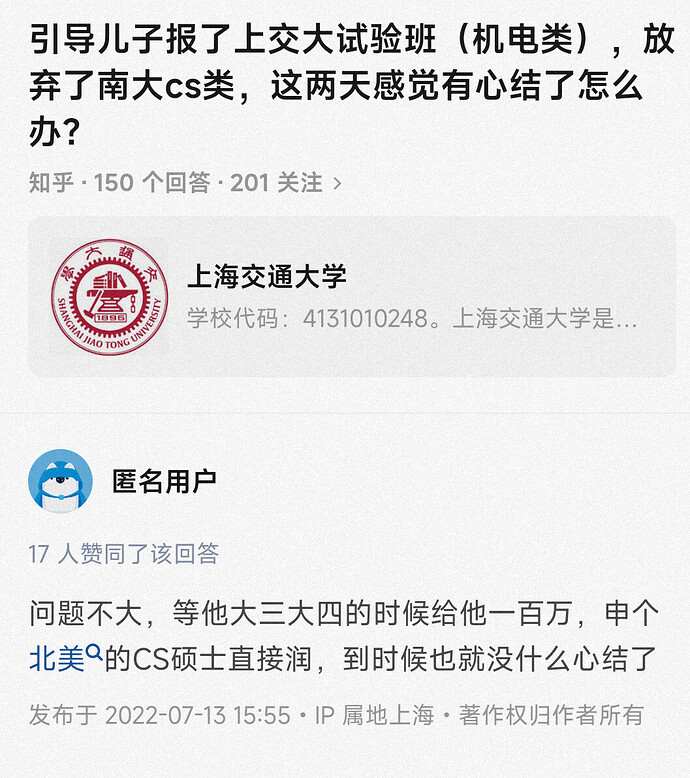 引导儿子报了上交大试验班（机电类），放
弃了南大cs类，这两天感觉有心结了怎么
办？
知乎 · 150 个回答 · 201 关注 >
上海交通大学
学校代码：4131010248。上海交通大学是...
交通大學
1896
SHANGHAI JIAO TONG UNIVERSITY
匿名用户
17 人赞同了该回答
问题不大，等他大三大四的时候给他一百万，申个
北美的CS硕士直接润，到时候也就没什么心结了
发布于 2022-07-13 15:55 · IP 属地上海 · 著作权归作者所有